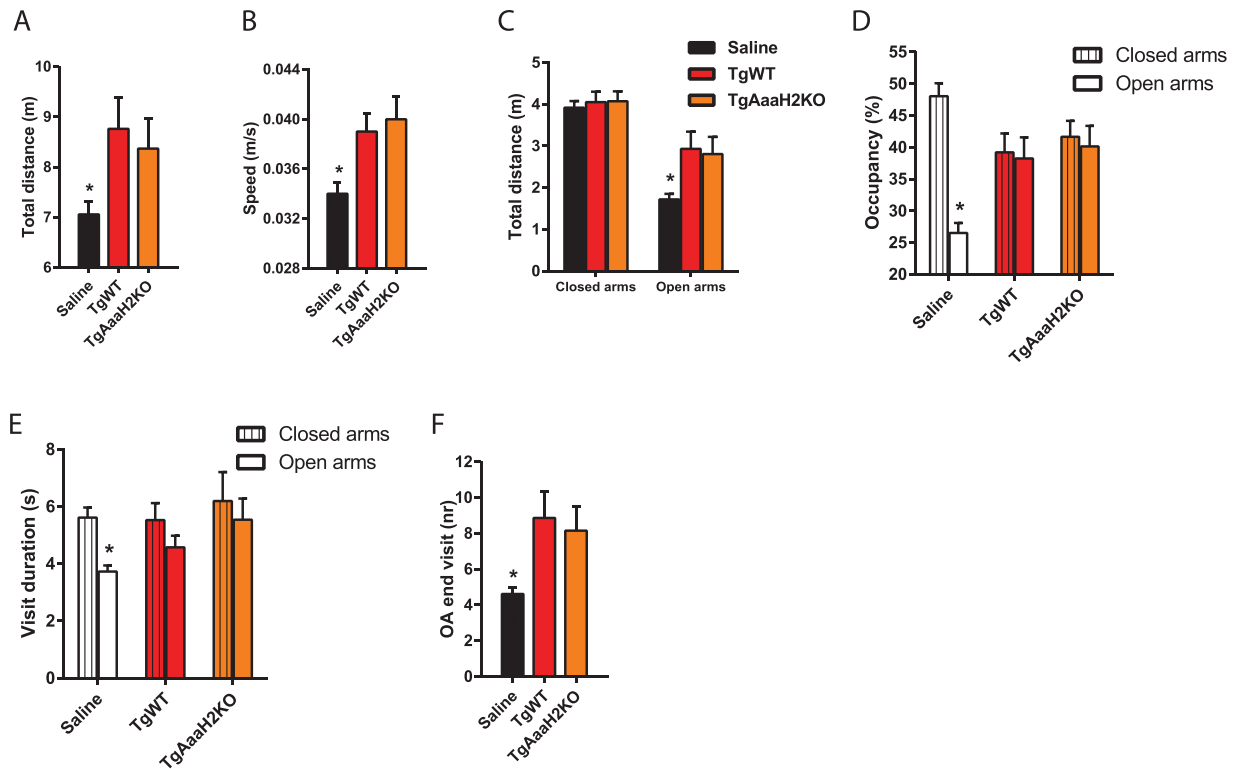 A
Total distance (m)
10
9
8
7
6
*
Saline
TgWT
TgAaaH2KO
B
Speed (m/s)
0.044
0.040
0.036
0.032
0.028
*
Saline
TgWT
TgAaaH2KO
C
Total distance (m)
5
4
3
2
1
0
*
Closed arms
Open arms
Saline
TgWT
TgAaaH2KO
D
Occupancy (%)
55
50
45
40
35
30
25
20
*
Closed arms
Open arms
Saline
TgWT
TgAaaH2KO
E
Visit duration (s)
8
6
4
2
0
*
Closed arms
Open arms
Saline
TgWT
TgAaaH2KO
F
OA end visit (nr)
12
10
8
6
4
2
0
*
Saline
TgWT
TgAaaH2KO